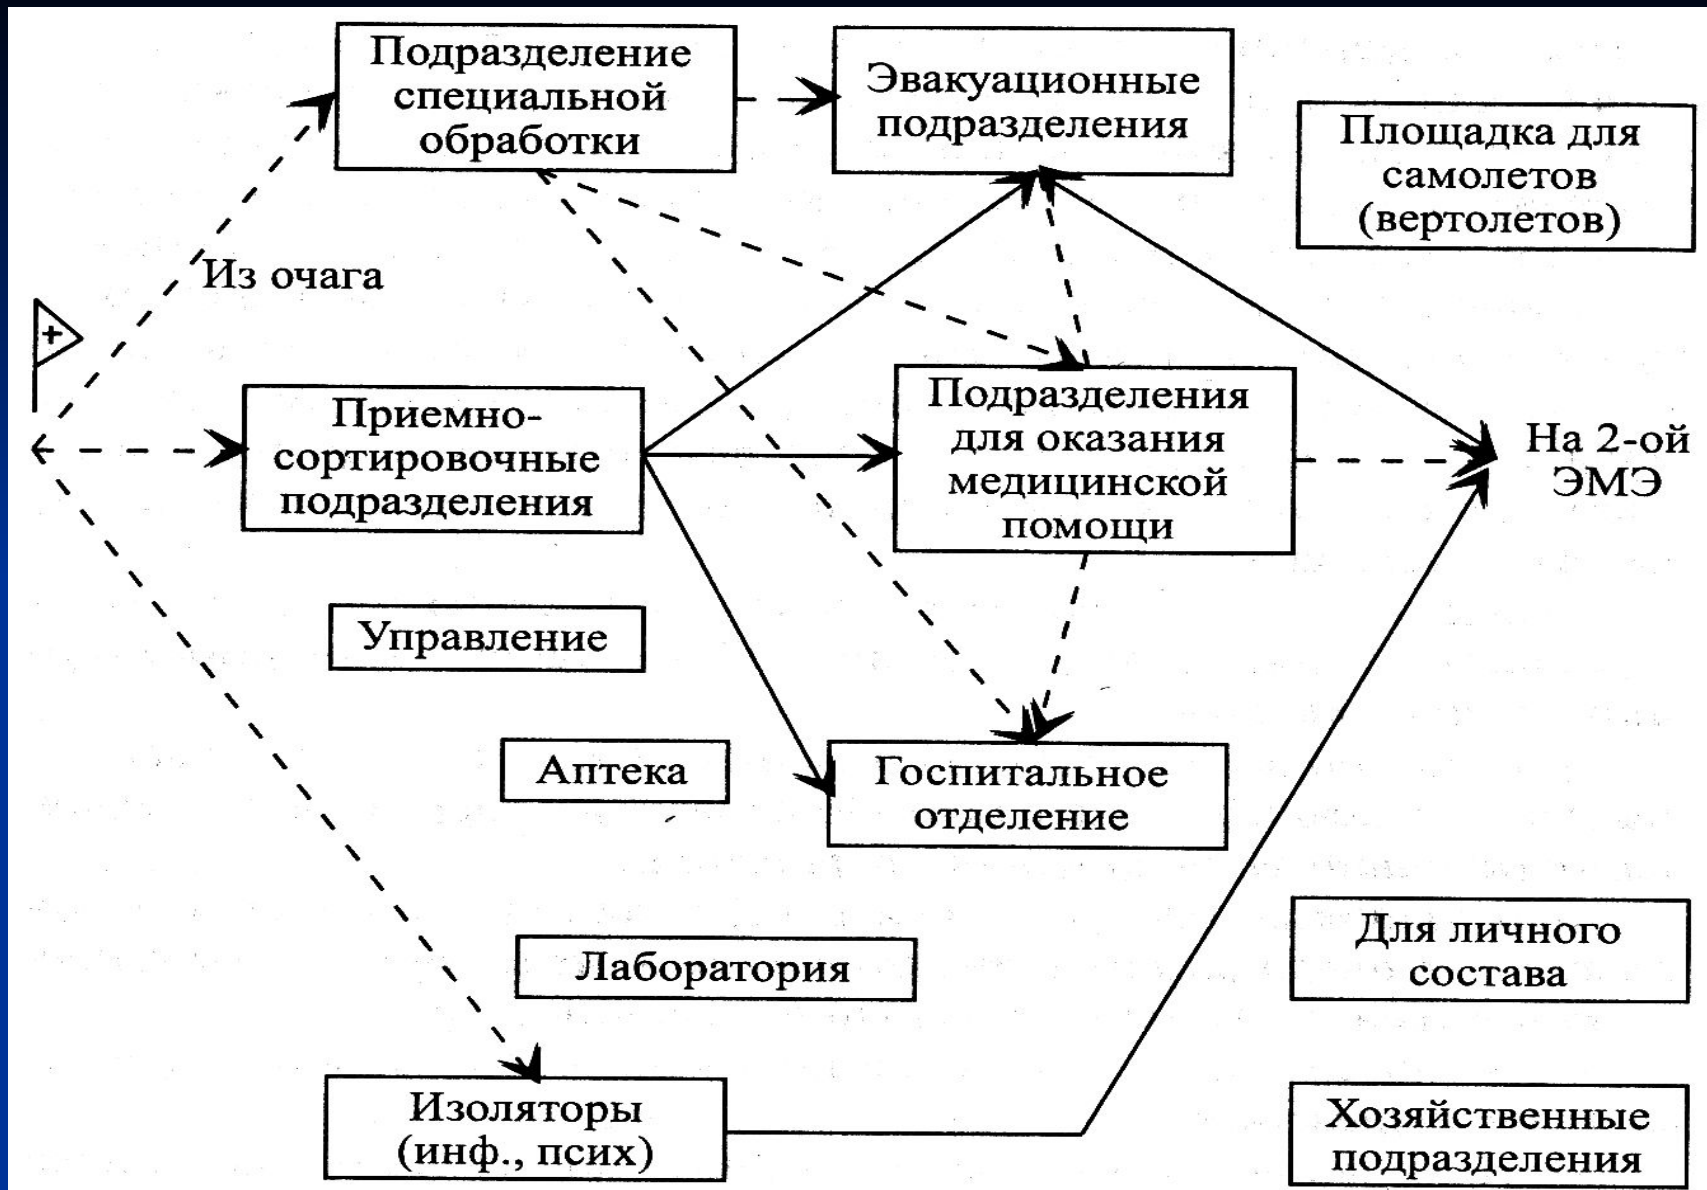 Подразделение
специальной
обработки
Эвакуационные
подразделения
Площадка для
самолетов
(вертолетов)
Из очага
+
Приемно-
сортировочные
подразделения
Подразделения
для оказания
медицинской
помощи
На 2-ой
ЭМЭ
Управление
Аптека
Госпитальное
отделение
Лаборатория
Для личного
состава
Изоляторы
(инф., псих)
Хозяйственные
подразделения